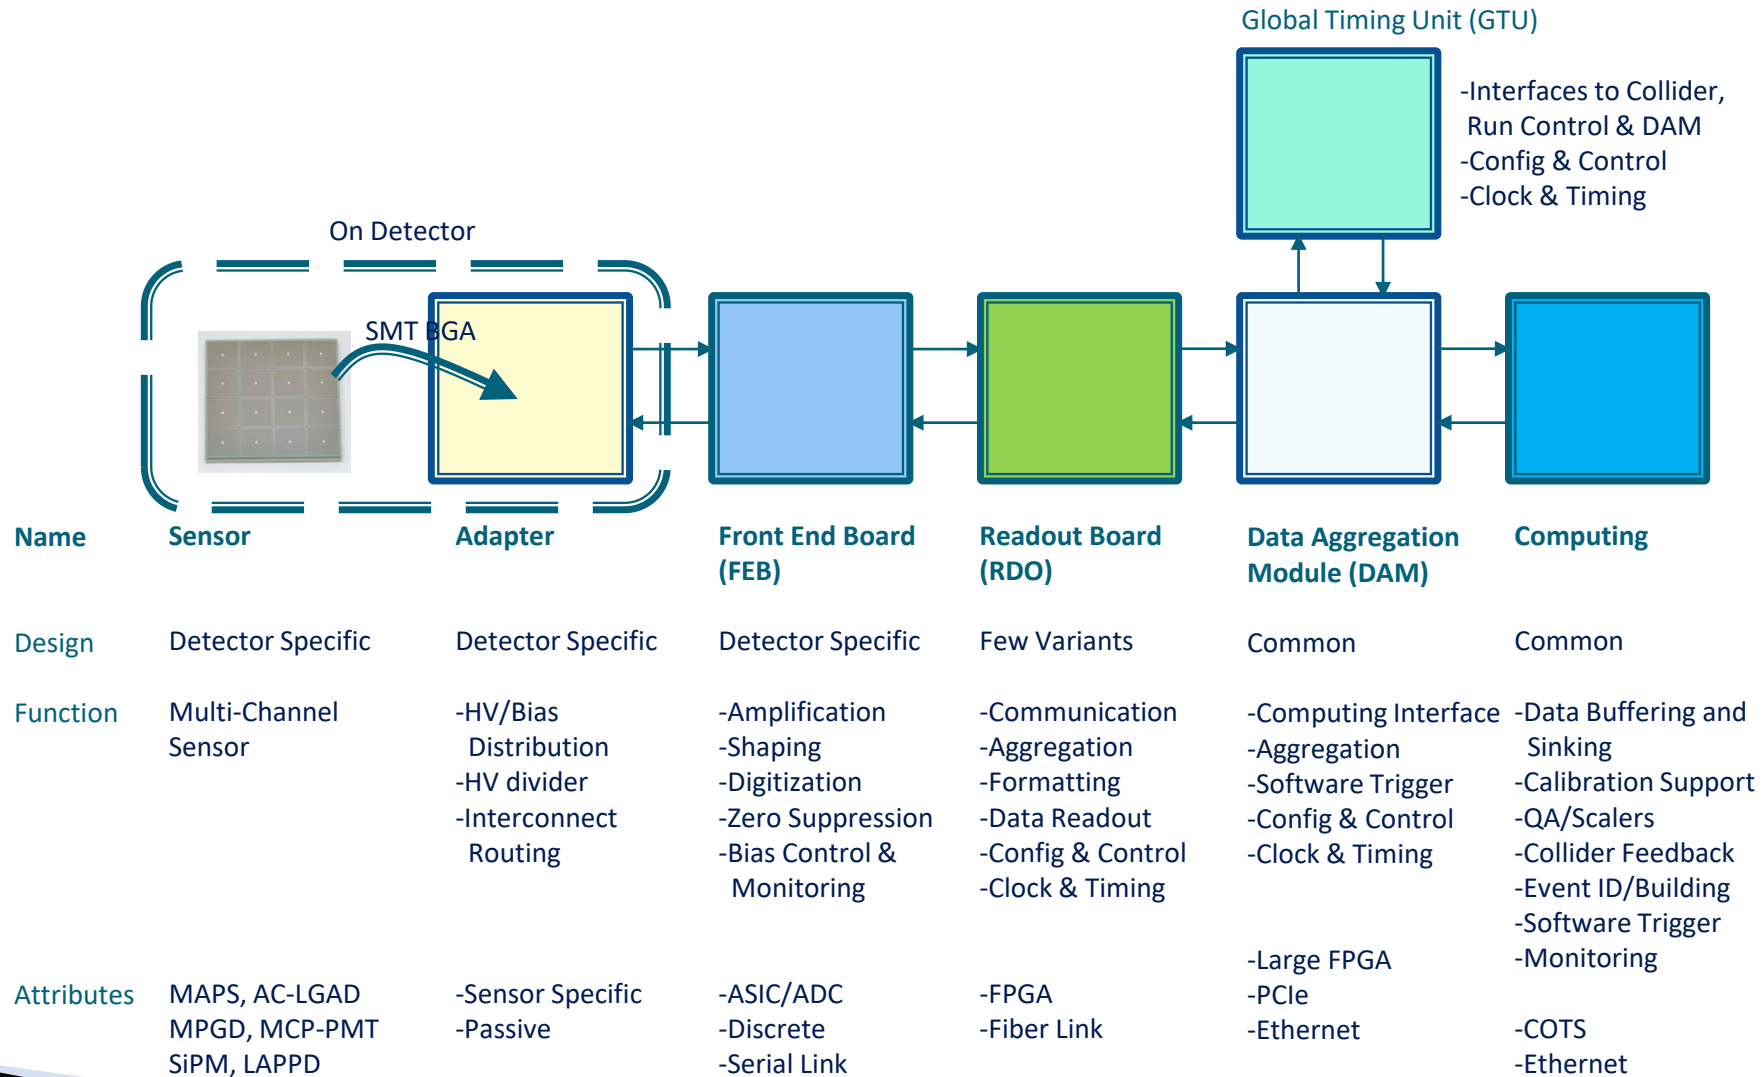 Global Timing Unit (GTU)
-Interfaces to Collider,
Run Control & DAM
-Config & Control
-Clock & Timing
On Detector
SMT BGA
Name
Sensor
Adapter
Front End Board
(FEB)
Readout Board
(RDO)
Data Aggregation
Module (DAM)
Computing
Design
Detector Specific
Detector Specific
Detector Specific
Few Variants
Common
Common
Function
Multi-Channel
Sensor
-HV/Bias
Distribution
-HV divider
-Interconnect
Routing
-Amplification
-Shaping
-Digitization
-Zero Suppression
-Bias Control &
Monitoring
-Communication
-Aggregation
-Formatting
-Data Readout
-Config & Control
-Clock & Timing
-Computing Interface
-Aggregation
-Software Trigger
-Config & Control
-Clock & Timing
-Data Buffering and
Sinking
-Calibration Support
-QA/Scalers
-Collider Feedback
-Event ID/Building
-Software Trigger
-Monitoring
Attributes
MAPS, AC-LGAD
MPGD, MCP-PMT
SiPM, LAPPD
-Sensor Specific
-Passive
-ASIC/ADC
-Discrete
-Serial Link
-FPGA
-Fiber Link
-Large FPGA
-PCIe
-Ethernet
-COTS
-Ethernet